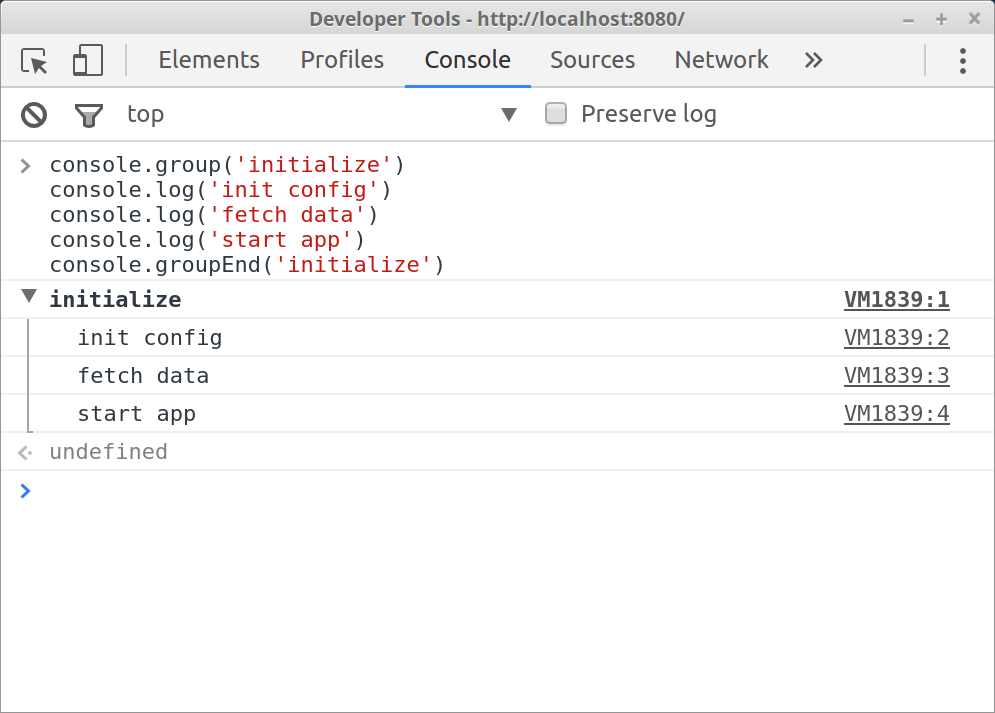 Developer Tools - http://localhost:8080/
Elements Profiles Console Sources Network
top Preserve log
console.group('initialize')
console.log('init config')
console.log('fetch data')
console.log('start app')
console.groupEnd('initialize')
initialize VM1839:1
init config VM1839:2
fetch data VM1839:3
start app VM1839:4
undefined